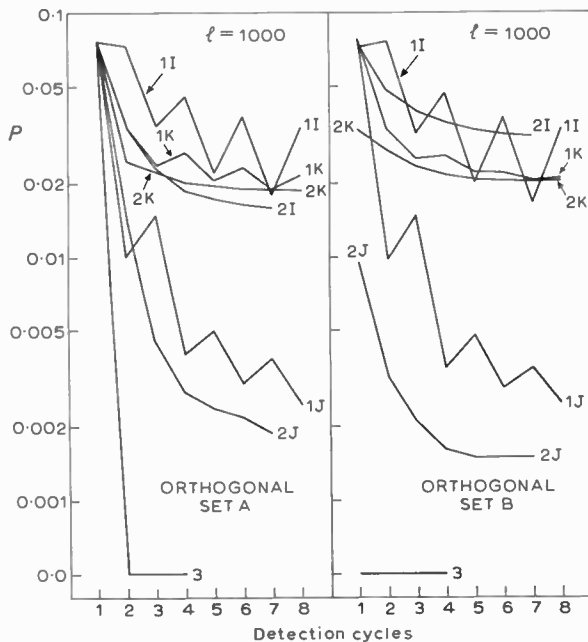 0·1
0·05
P
0·02
0·01
0·005
0·002
0·001
0·0
ℓ = 1000
1I
1K
2K
1I
1K
2K
2I
1J
2J
ORTHOGONAL
SET A
3
1 2 3 4 5 6 7 8
ℓ = 1000
1I
2K
2I
1I
1K
2K
2J
1J
2J
ORTHOGONAL
SET B
3
1 2 3 4 5 6 7 8
Detection cycles